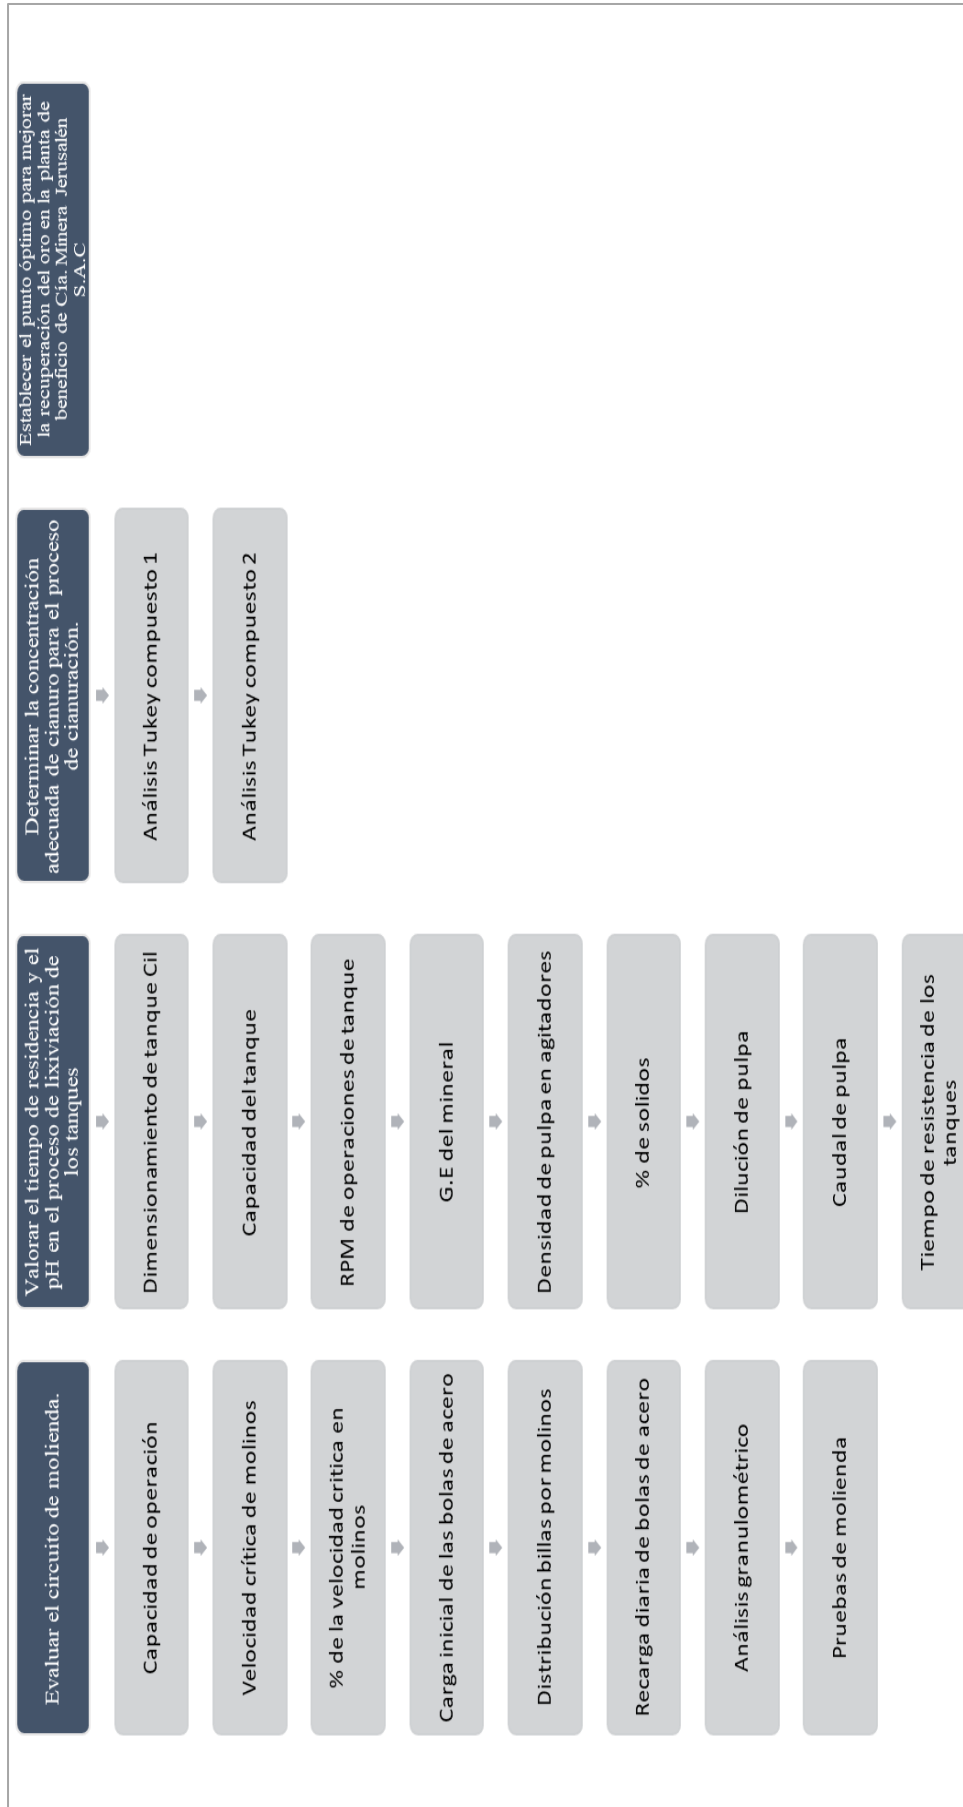 Evaluar el circuito de molienda.
Capacidad de operación
Velocidad crítica de molinos
% de la velocidad critica en
molinos
Carga inicial de las bolas de acero
Distribución billas por molinos
Recarga diaria de bolas de acero
Análisis granulométrico
Pruebas de molienda
Valorar el tiempo de residencia y el
pH en el proceso de lixiviación de
los tanques
Dimensionamiento de tanque Cil
Capacidad del tanque
RPM de operaciones de tanque
G.E del mineral
Densidad de pulpa en agitadores
% de solidos
Dilución de pulpa
Caudal de pulpa
Tiempo de resistencia de los
tanques
Determinar la concentración
adecuada de cianuro para el proceso
de cianuración.
Análisis Tukey compuesto 1
Análisis Tukey compuesto 2
Establecer el punto óptimo para mejorar
la recuperación del oro en la planta de
beneficio de Cía. Minera Jerusalén
S.A.C